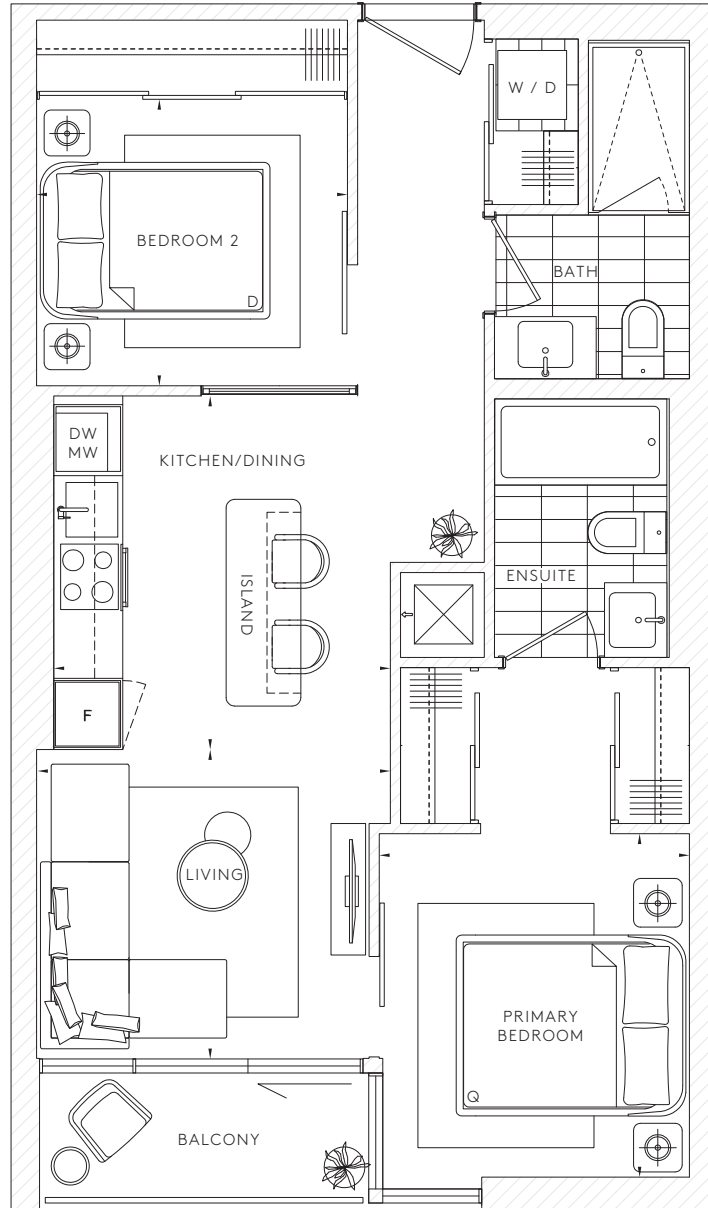 W / D
BEDROOM 2
D
BATH
DW
MW
KITCHEN/DINING
ISLAND
ENSUITE
F
LIVING
PRIMARY
BEDROOM
Q
BALCONY